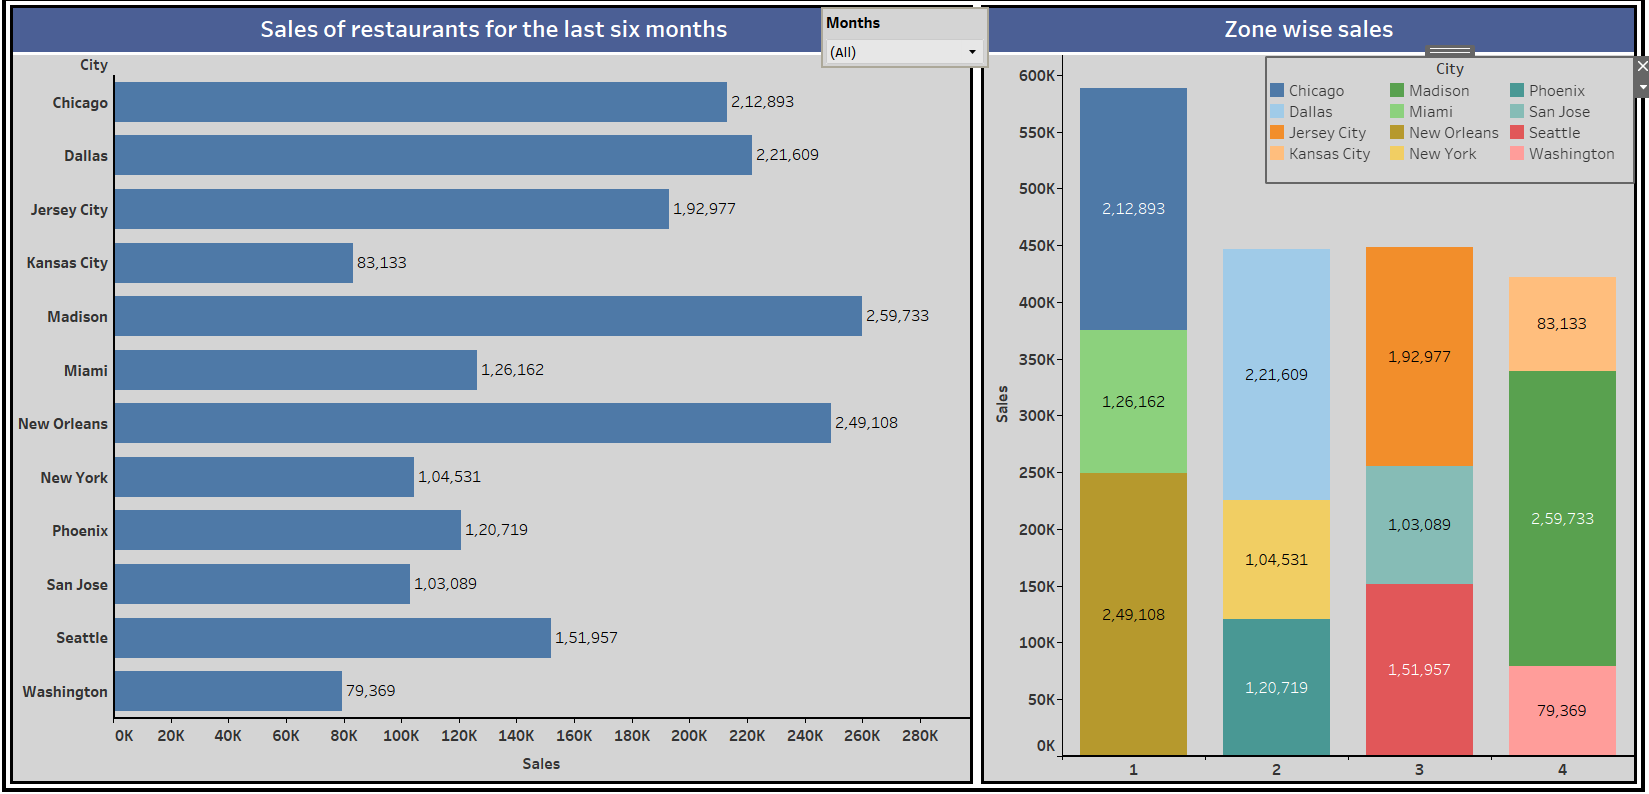 Sales of restaurants for the last six months
Months
(All)
City
Chicago 2,12,893
Dallas 2,21,609
Jersey City 1,92,977
Kansas City 83,133
Madison 2,59,733
Miami 1,26,162
New Orleans 2,49,108
New York 1,04,531
Phoenix 1,20,719
San Jose 1,03,089
Seattle 1,51,957
Washington 79,369
0K 20K 40K 60K 80K 100K 120K 140K 160K 180K 200K 220K 240K 260K 280K
Sales
Zone wise sales
City
Chicago Madison Phoenix
Dallas Miami San Jose
Jersey City New Orleans Seattle
Kansas City New York Washington
Sales
600K
550K
500K
450K
400K
350K
300K
250K
200K
150K
100K
50K
0K
2,12,893
1,26,162
2,49,108
2,21,609
1,04,531
1,20,719
1,92,977
1,03,089
1,51,957
83,133
2,59,733
79,369
1 2 3 4